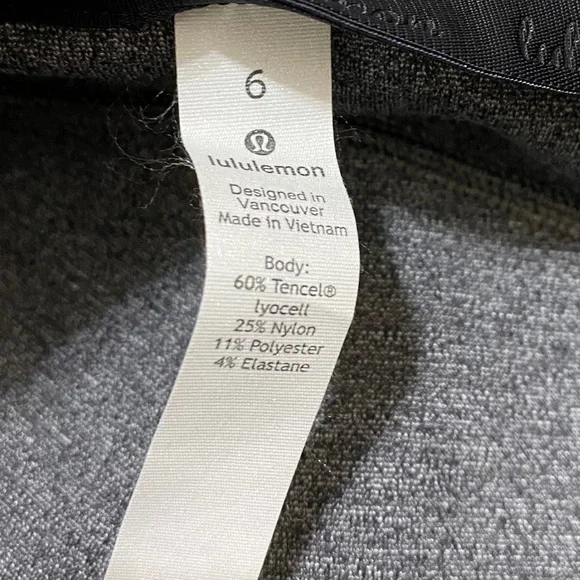 6
lululemon
Designed in
Vancouver
Made in Vietnam
Body:
60% Tencel®
lyocell
25% Nylon
11% Polyester
4% Elastane